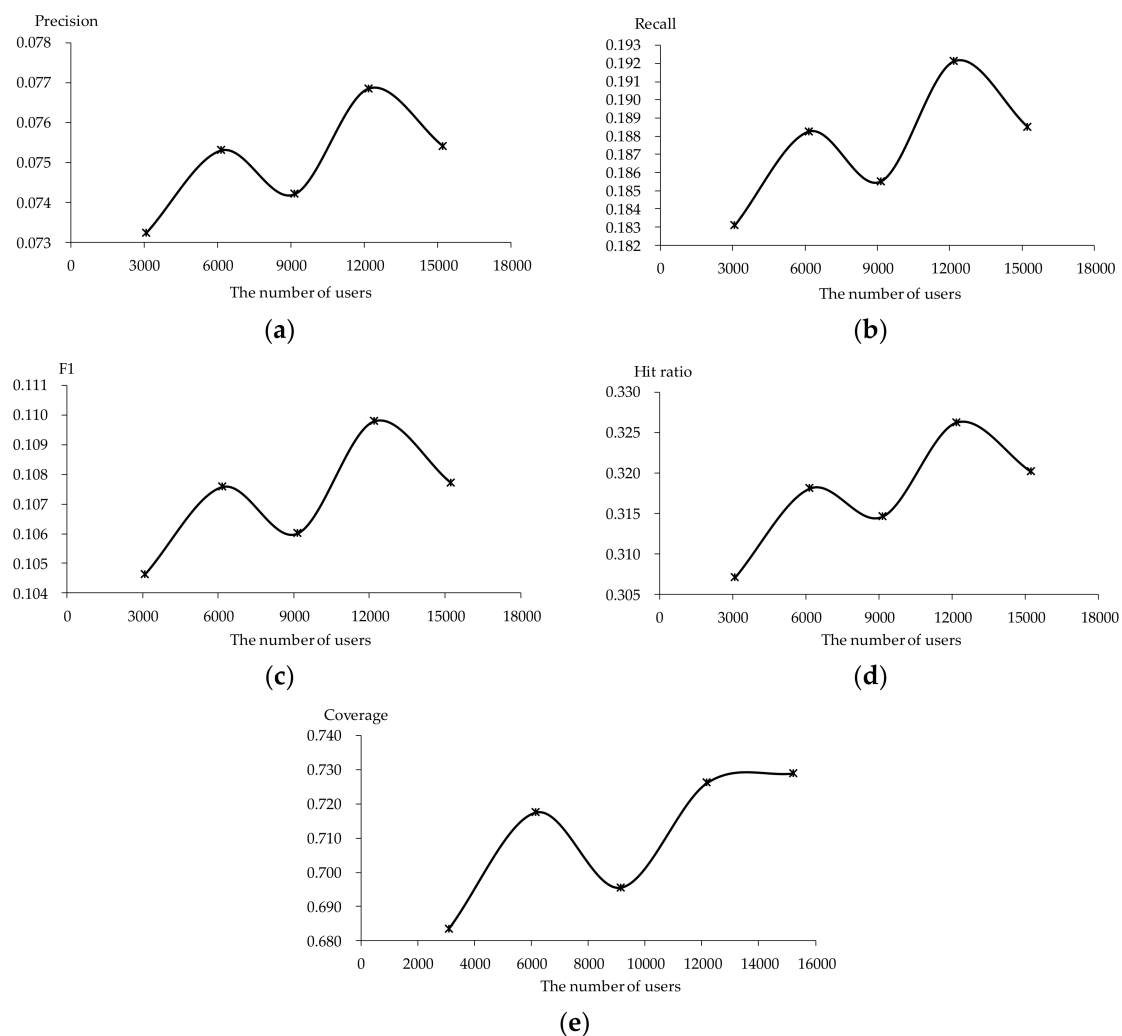 Precision
0.078
0.077
0.076
0.075
0.074
0.073
0 3000 6000 9000 12000 15000 18000
The number of users
(a)
Recall
0.193
0.192
0.191
0.190
0.189
0.188
0.187
0.186
0.185
0.184
0.183
0.182
0 3000 6000 9000 12000 15000 18000
The number of users
(b)
F1
0.111
0.110
0.109
0.108
0.107
0.106
0.105
0.104
0 3000 6000 9000 12000 15000 18000
The number of users
(c)
Hit ratio
0.330
0.325
0.320
0.315
0.310
0.305
0 3000 6000 9000 12000 15000 18000
The number of users
(d)
Coverage
0.740
0.730
0.720
0.710
0.700
0.690
0.680
0 2000 4000 6000 8000 10000 12000 14000 16000
The number of users
(e)